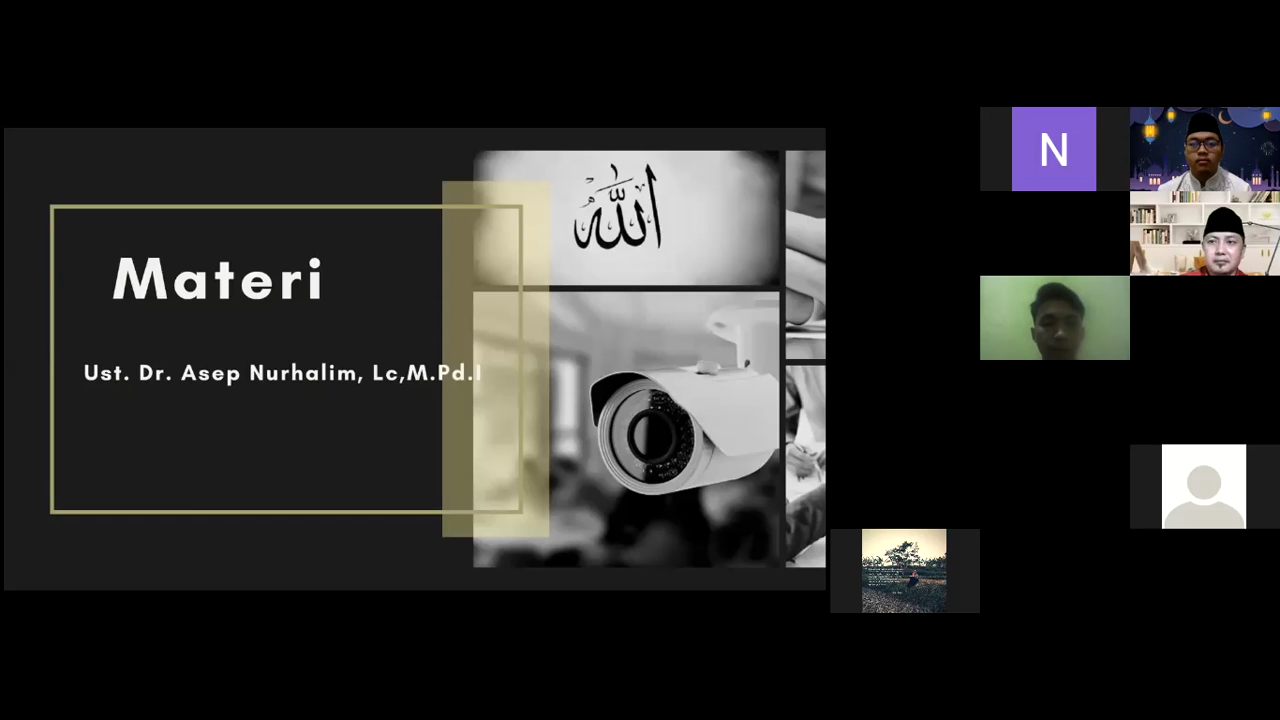 Materi
Ust. Dr. Asep Nurhalim, Lc,M.Pd.I
الله
N